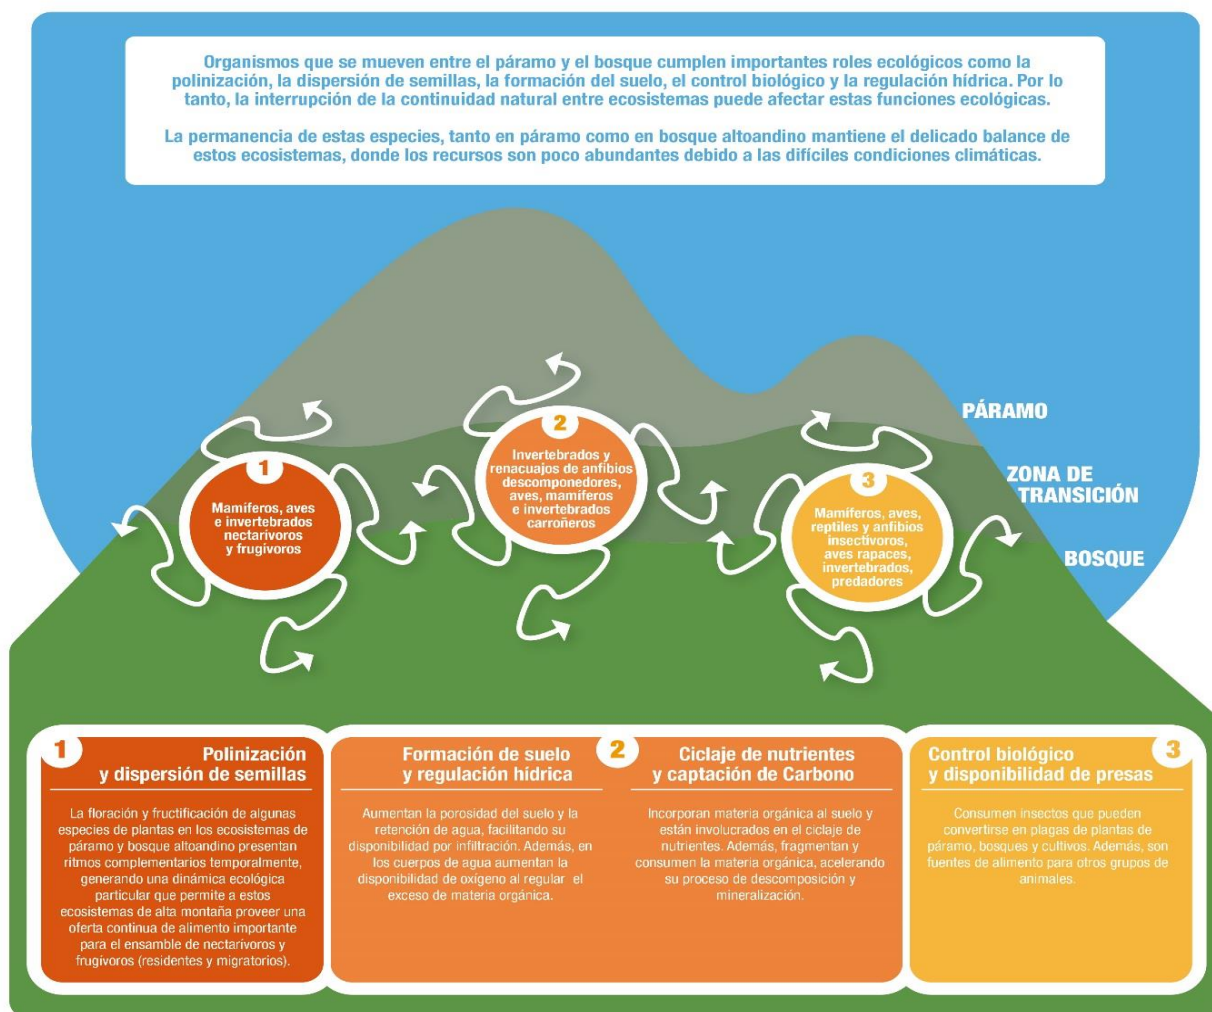 Organismos que se mueven entre el páramo y el bosque cumplen importantes roles ecológicos como la
polinización, la dispersión de semillas, la formación del suelo, el control biológico y la regulación hídrica. Por lo
tanto, la interrupción de la continuidad natural entre ecosistemas puede afectar estas funciones ecológicas.
La permanencia de estas especies, tanto en páramo como en bosque altoandino mantiene el delicado balance de
estos ecosistemas, donde los recursos son poco abundantes debido a las difíciles condiciones climáticas.
PÁRAMO
ZONA DE
TRANSICIÓN
BOSQUE
1
Mamíferos, aves
e invertebrados
nectarívoros
y frugívoros
2
Invertebrados y
renacuajos de anfibios
descomponedores,
aves, mamíferos
e invertebrados
carroñeros
3
Mamíferos, aves,
reptiles y anfibios
insectívoros,
aves rapaces,
invertebrados,
predadores
1
Polinización
y dispersión de semillas
La floración y fructificación de algunas
especies de plantas en los ecosistemas de
páramo y bosque altoandino presentan
ritmos complementarios temporalmente,
generando una dinámica ecológica
particular que permite a estos
ecosistemas de alta montaña proveer una
oferta continua de alimento importante
para el ensamble de nectarívoros y
frugívoros (residentes y migratorios).
Formación de suelo
y regulación hídrica
Aumentan la porosidad del suelo y la
retención de agua, facilitando su
disponibilidad por infiltración. Además, en
los cuerpos de agua aumentan la
disponibilidad de oxígeno al regular el
exceso de materia orgánica.
2
Ciclaje de nutrientes
y captación de Carbono
Incorporan materia orgánica al suelo y
están involucrados en el ciclaje de
nutrientes. Además, fragmentan y
consumen la materia orgánica, acelerando
su proceso de descomposición y
mineralización.
Control biológico
y disponibilidad de presas
3
Consumen insectos que pueden
convertirse en plagas de plantas de
páramo, bosques y cultivos. Además, son
fuentes de alimento para otros grupos de
animales.